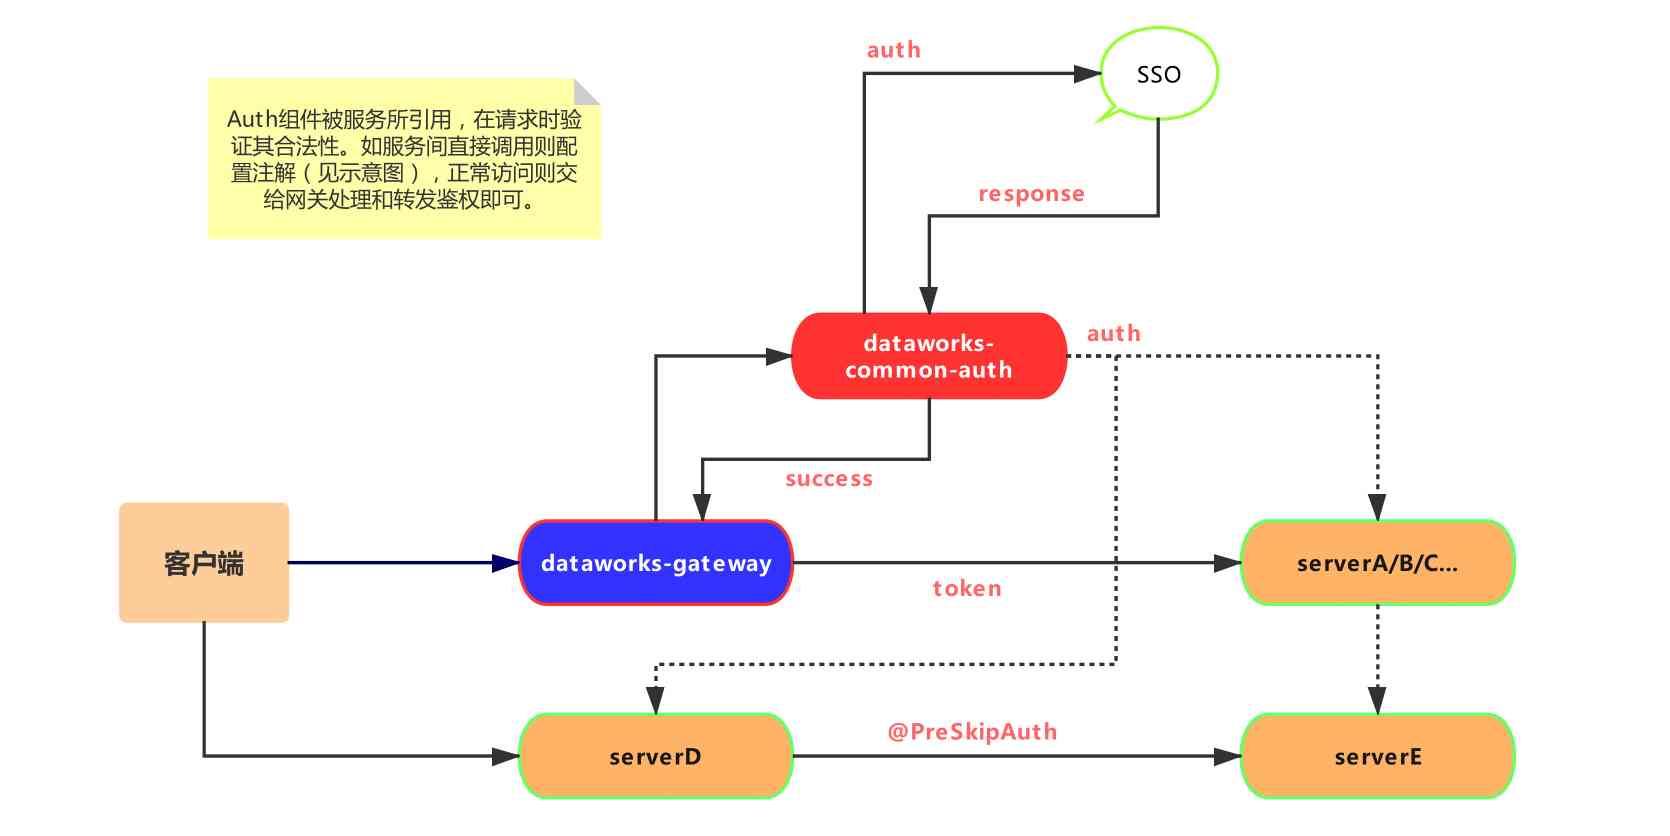 auth
SSO
Auth组件被服务所引用，在请求时验
证其合法性。如服务间直接调用则配
置注解（见示意图），正常访问则交
给网关处理和转发鉴权即可。
response
dataworks-
common-auth
auth
success
客户端
dataworks-gateway
token
serverA/B/C...
serverD
@PreSkipAuth
serverE